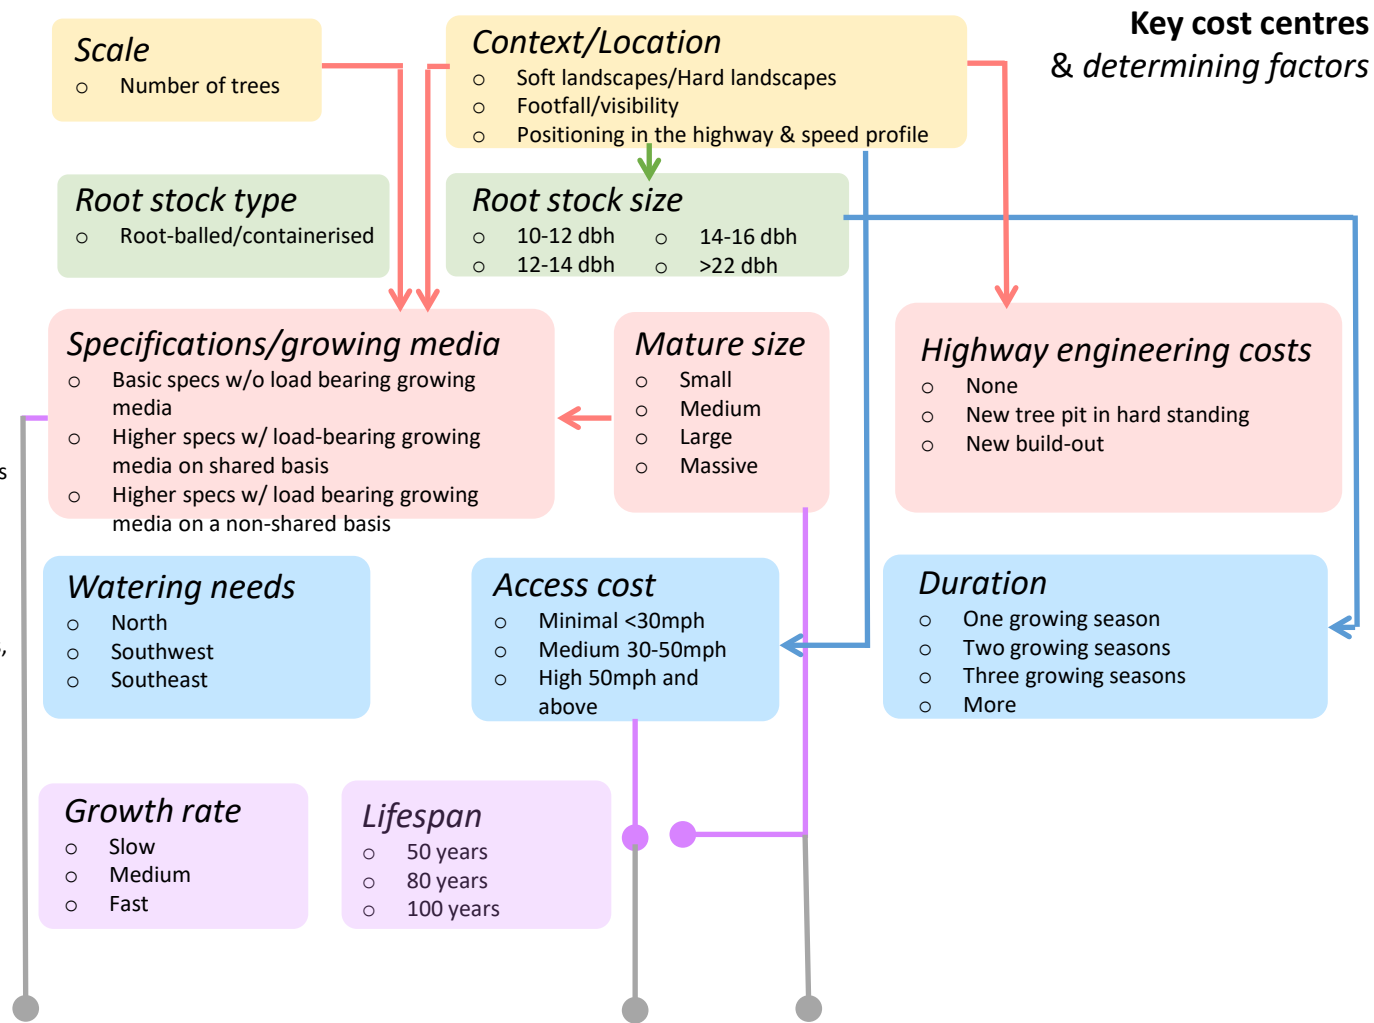 Key cost centres
& determining factors
Scale
o Number of trees
Context/Location
o Soft landscapes/Hard landscapes
o Footfall/visibility
o Positioning in the highway & speed profile
Root stock type
o Root-balled/containerised
Root stock size
o 10-12 dbh o 14-16 dbh
o 12-14 dbh o >22 dbh
Specifications/growing media
o Basic specs w/o load bearing growing
media
o Higher specs w/ load-bearing growing
media on shared basis
o Higher specs w/ load bearing growing
media on a non-shared basis
s
Mature size
o Small
o Medium
o Large
o Massive
Highway engineering costs
o None
o New tree pit in hard standing
o New build-out
Watering needs
o North
o Southwest
o Southeast
Access cost
o Minimal <30mph
o Medium 30-50mph
o High 50mph and
above
Duration
o One growing season
o Two growing seasons
o Three growing seasons
o More
Growth rate
o Slow
o Medium
o Fast
Lifespan
o 50 years
o 80 years
o 100 years